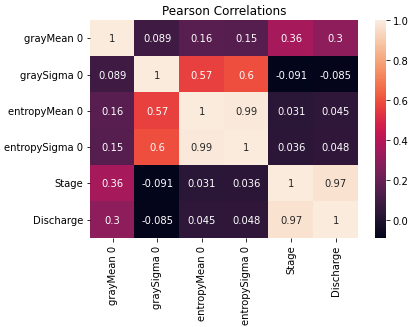 Pearson Correlations
grayMean 0 1 0.089 0.16 0.15 0.36 0.3
graySigma 0 0.089 1 0.57 0.6 -0.091 -0.085
entropyMean 0 0.16 0.57 1 0.99 0.031 0.045
entropySigma 0 0.15 0.6 0.99 1 0.036 0.048
Stage 0.36 -0.091 0.031 0.036 1 0.97
Discharge 0.3 -0.085 0.045 0.048 0.97 1
grayMean 0
graySigma 0
entropyMean 0
entropySigma 0
Stage
Discharge
1.0
0.8
0.6
0.4
0.2
0.0